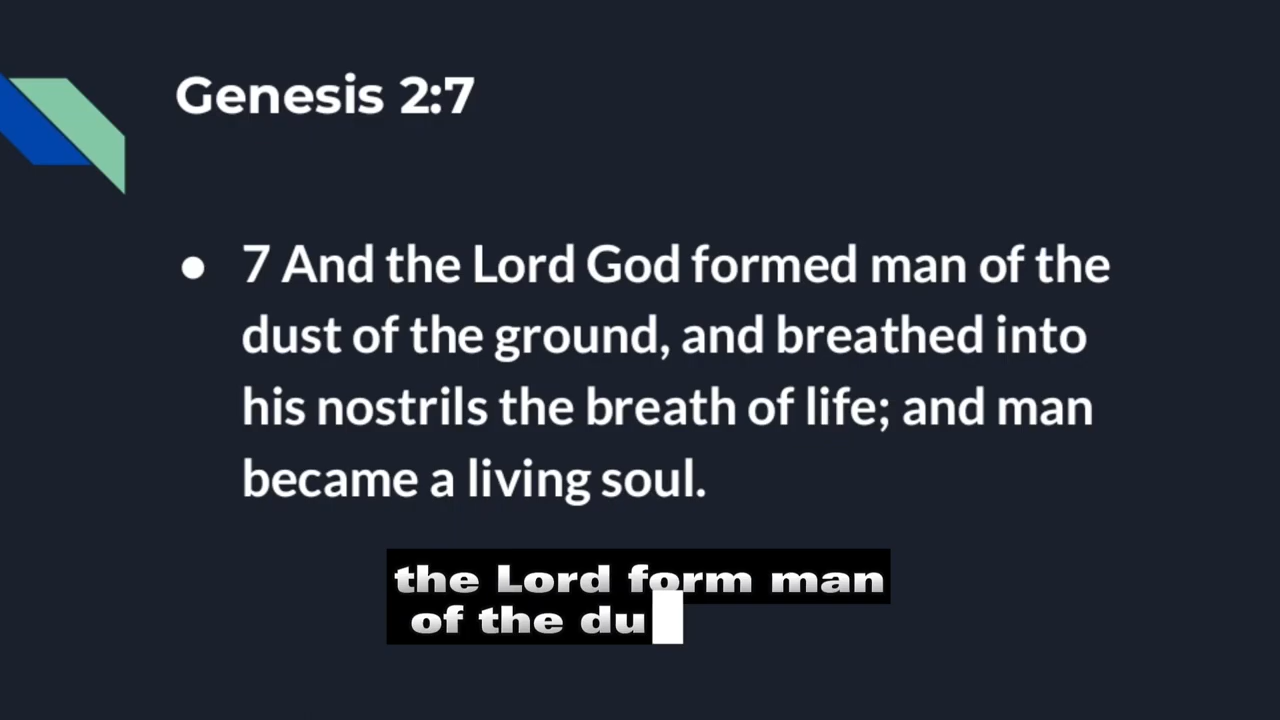 Genesis 2:7
● 7 And the Lord God formed man of the
dust of the ground, and breathed into
his nostrils the breath of life; and man
became a living soul.
the Lord form man
of the du